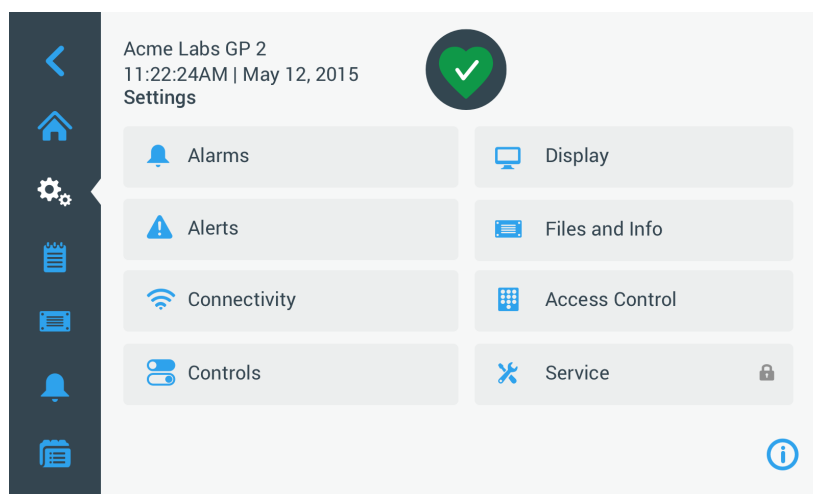 Acme Labs GP 2
11:22:24AM | May 12, 2015
Settings
Alarms
Display
Alerts
Files and Info
Connectivity
Access Control
Controls
Service